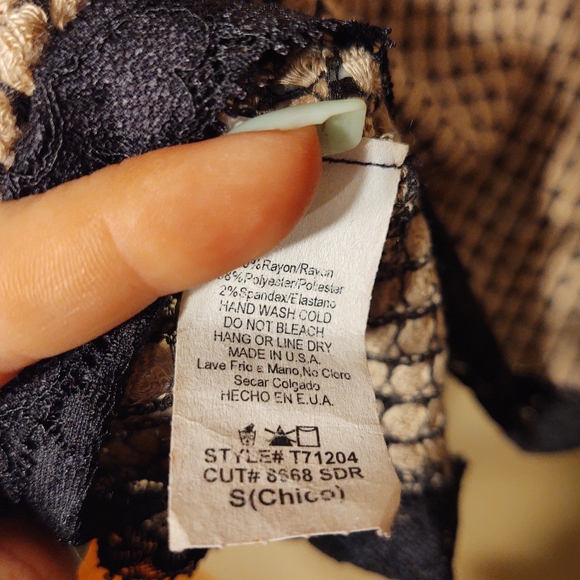 %Rayon/Rayon
8%Polyester/Poliester
2%Spandex/Elastano
HAND WASH COLD
DO NOT BLEACH
HANG OR LINE DRY
MADE IN U.S.A.
Lave Frio & Mano,No Cloro
Secar Colgado
HECHO EN E.U.A.
STYLE# T71204
CUT# 8668 SDR
S(Chico)